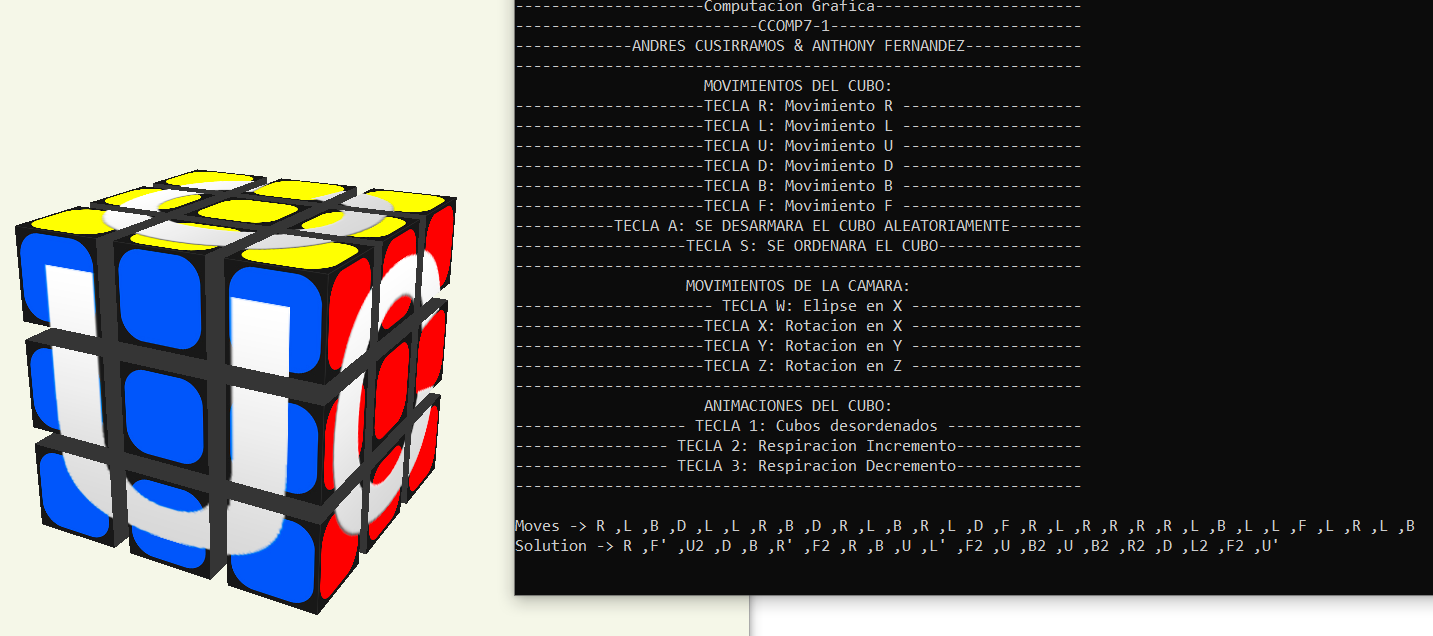 U
C
---------------------Computacion Grafica-----------------------
---------------------------CCOMP7-1----------------------------
-------------ANDRES CUSIRRAMOS & ANTHONY FERNANDEZ-------------
---------------------------------------------------------------
MOVIMIENTOS DEL CUBO:
---------------------TECLA R: Movimiento R --------------------
---------------------TECLA L: Movimiento L --------------------
---------------------TECLA U: Movimiento U --------------------
---------------------TECLA D: Movimiento D --------------------
---------------------TECLA B: Movimiento B --------------------
---------------------TECLA F: Movimiento F --------------------
-----------TECLA A: SE DESARMARA EL CUBO ALEATORIAMENTE--------
-------------------TECLA S: SE ORDENARA EL CUBO----------------
---------------------------------------------------------------
MOVIMIENTOS DE LA CAMARA:
---------------------- TECLA W: Elipse en X -------------------
---------------------TECLA X: Rotacion en X -------------------
---------------------TECLA Y: Rotacion en Y -------------------
---------------------TECLA Z: Rotacion en Z -------------------
---------------------------------------------------------------
ANIMACIONES DEL CUBO:
------------------- TECLA 1: Cubos desordenados ---------------
----------------- TECLA 2: Respiracion Incremento--------------
----------------- TECLA 3: Respiracion Decremento--------------
---------------------------------------------------------------
Moves -> R ,L ,B ,D ,L ,L ,R ,B ,D ,R ,L ,B ,R ,L ,D ,F ,R ,L ,R ,R ,R ,R ,L ,B ,L ,L ,F ,L ,R ,L ,B
Solution -> R ,F' ,U2 ,D ,B ,R' ,F2 ,R ,B ,U ,L' ,F2 ,U ,B2 ,U ,B2 ,R2 ,D ,L2 ,F2 ,U'